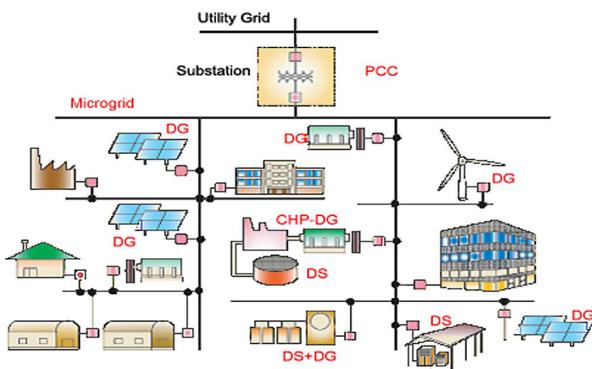 Utility Grid
Substation
PCC
Microgrid
DG
DG
DG
DG
CHP-DG
DS
DS
DG
DS+DG